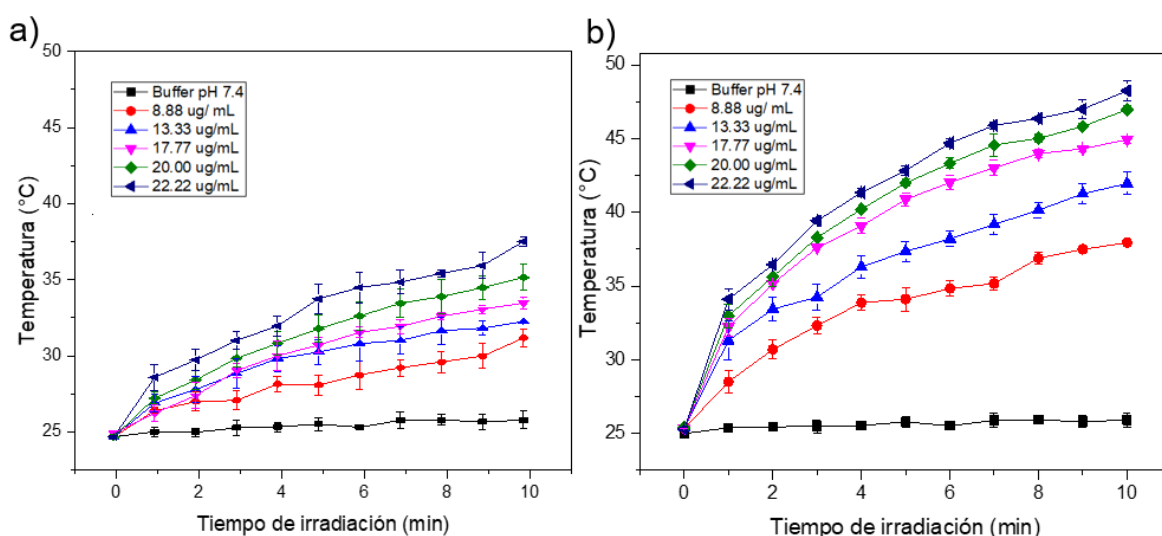 a)
50
45
40
35
30
25
Temperatura (°C)
Buffer pH 7.4
8.88 ug/ mL
13.33 ug/mL
17.77 ug/mL
20.00 ug/mL
22.22 ug/mL
0 2 4 6 8 10
Tiempo de irradiación (min)
b)
50
45
40
35
30
25
Temperatura (°C)
Buffer pH 7.4
8.88 ug/ mL
13.33 ug/mL
17.77 ug/mL
20.00 ug/mL
22.22 ug/mL
0 2 4 6 8 10
Tiempo de irradiación (min)